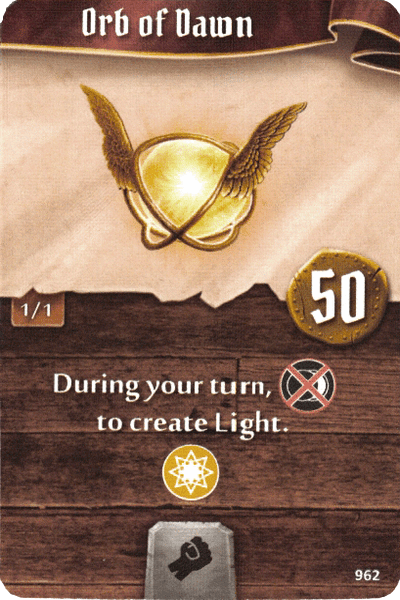 Orb of Dawn
50
1/1
During your turn,
to create Light.
962